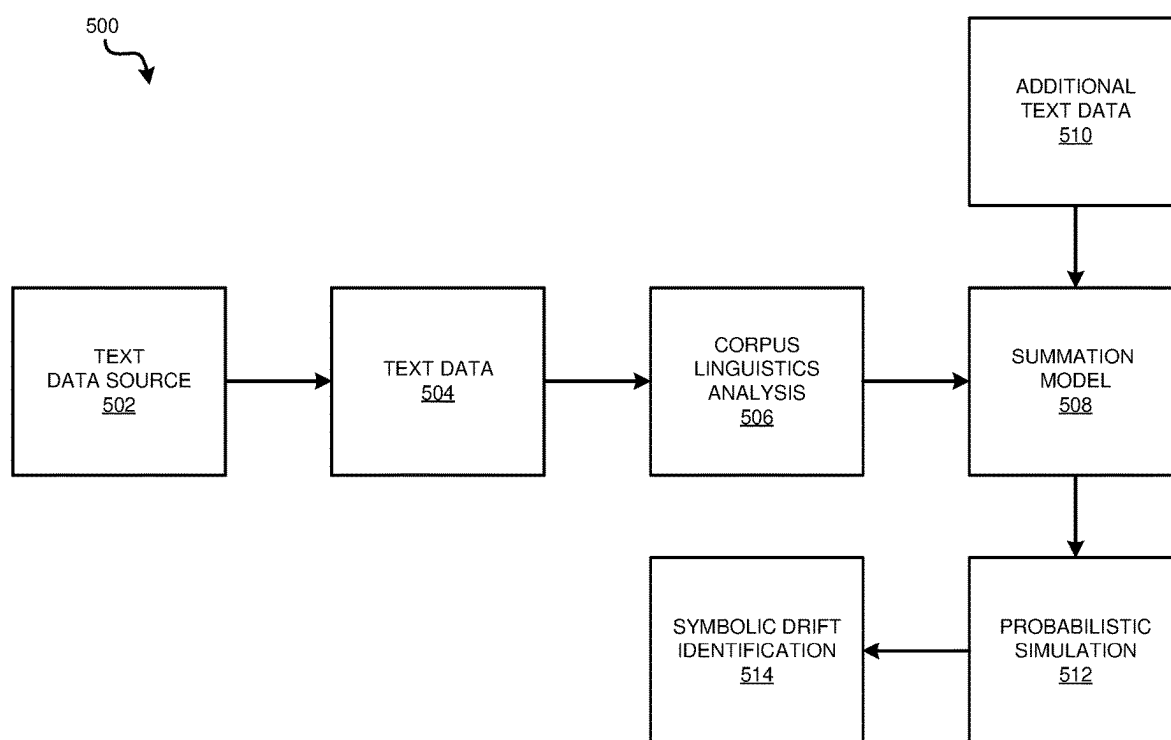 500
ADDITIONAL
TEXT DATA
510
TEXT
DATA SOURCE
502
TEXT DATA
504
CORPUS
LINGUISTICS
ANALYSIS
506
SUMMATION
MODEL
508
SYMBOLIC DRIFT
IDENTIFICATION
514
PROBABILISTIC
SIMULATION
512